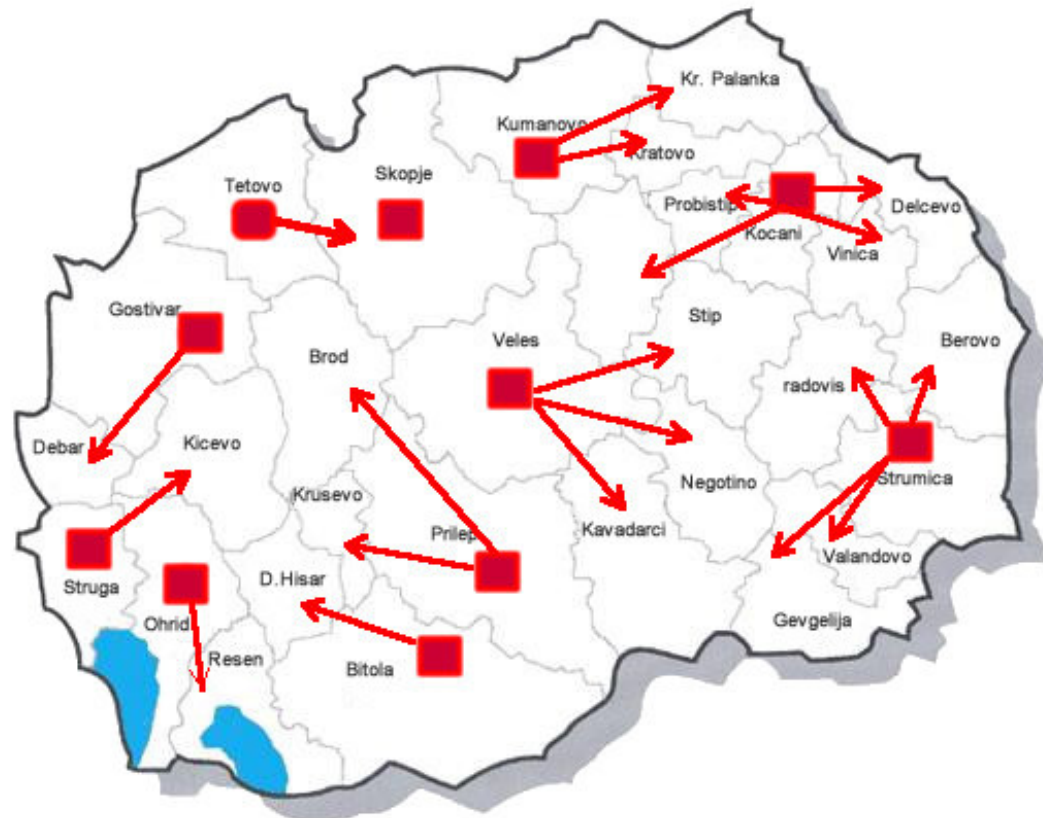 Kr. Palanka
Kumanovo
Kratovo
Skopje
Tetovo
Probistip
Delcevo
Kocani
Vinica
Gostivar
Stip
Veles
Brod
Berovo
radovis
Debar
Kicevo
Strumica
Negotino
Krusevo
Prilep
Kavadarci
Valandovo
D.Hisar
Struga
Ohrid
Gevgelija
Resen
Bitola